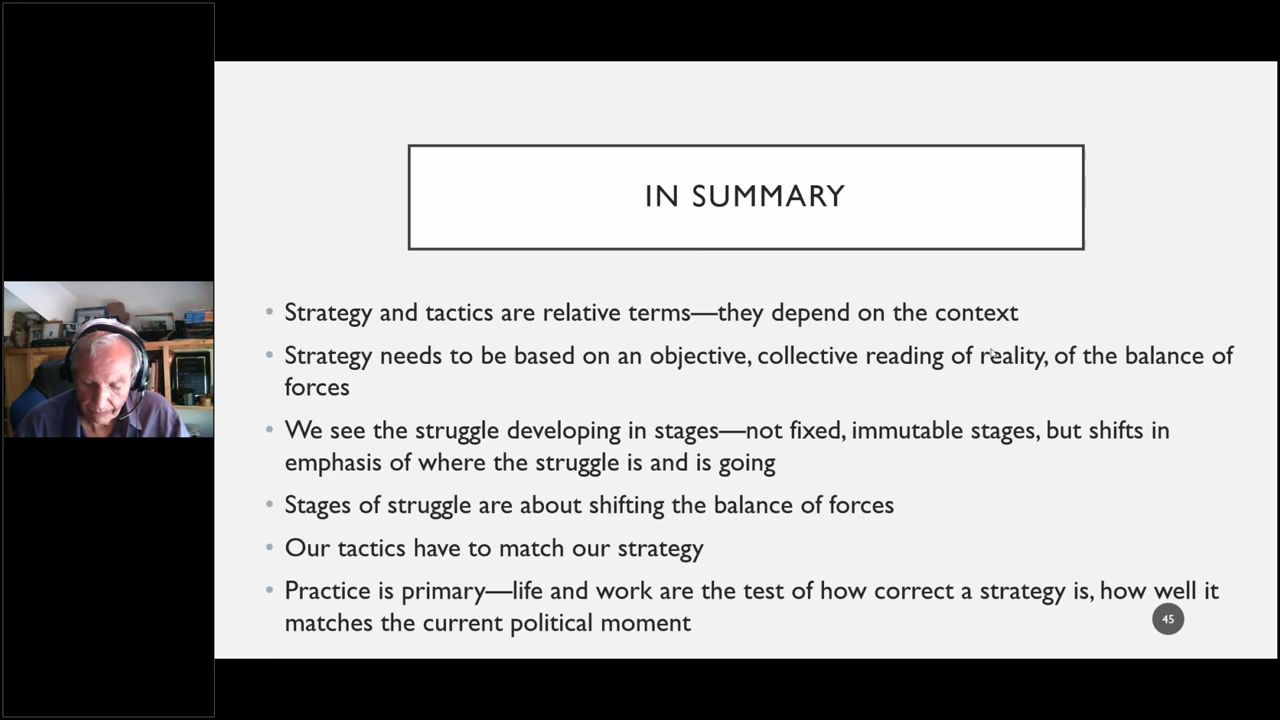 IN SUMMARY
• Strategy and tactics are relative terms—they depend on the context
• Strategy needs to be based on an objective, collective reading of reality, of the balance of
forces
• We see the struggle developing in stages—not fixed, immutable stages, but shifts in
emphasis of where the struggle is and is going
• Stages of struggle are about shifting the balance of forces
• Our tactics have to match our strategy
• Practice is primary—life and work are the test of how correct a strategy is, how well it
matches the current political moment
45